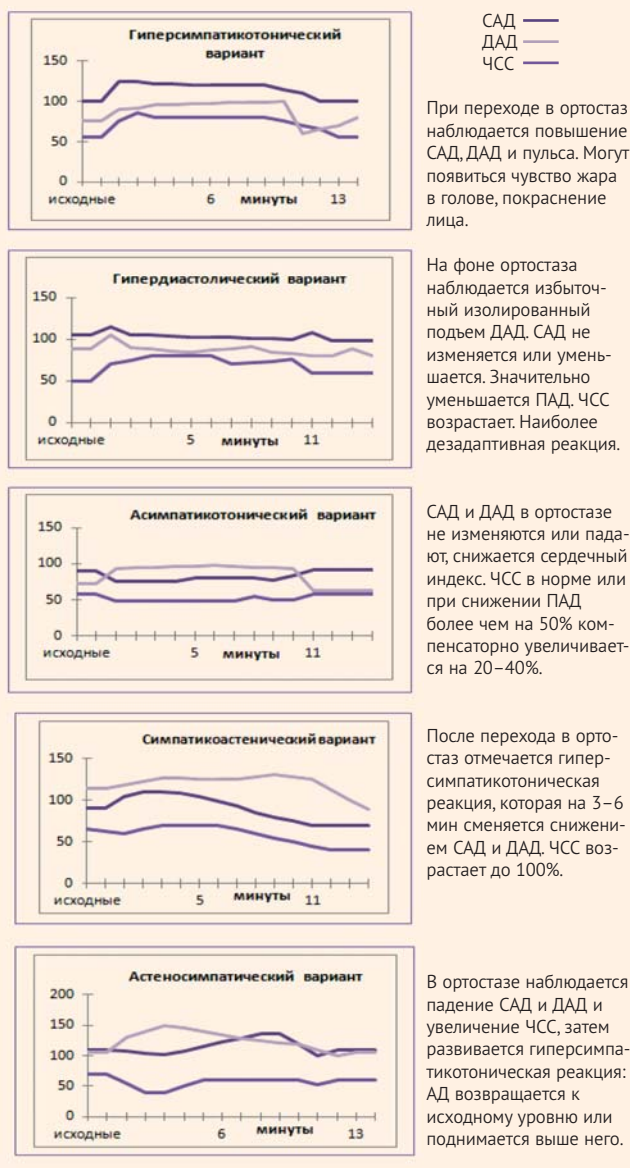 САД
ДАД
ЧСС
Гиперсимпатикотонический
вариант
150
100
50
0
исходные 6 минуты 13
При переходе в ортостаз
наблюдается повышение
САД, ДАД и пульса. Могут
появиться чувство жара
в голове, покраснение
лица.
Гипердиастолический вариант
150
100
50
0
исходные 5 минуты 11
На фоне ортостаза
наблюдается избыточ-
ный изолированный
подъем ДАД. САД не
изменяется или умень-
шается. Значительно
уменьшается ПАД. ЧСС
возрастает. Наиболее
дезадаптивная реакция.
Асимпатикотонический вариант
150
100
50
0
исходные 5 минуты 11
САД и ДАД в ортостазе
не изменяются или пада-
ют, снижается сердечный
индекс. ЧСС в норме или
при снижении ПАД
более чем на 50% ком-
пенсаторно увеличивает-
ся на 20–40%.
Симпатикоастенический вариант
150
100
50
0
исходные 5 минуты 11
После перехода в орто-
стаз отмечается гипер-
симпатикотоническая
реакция, которая на 3–6
мин сменяется снижени-
ем САД и ДАД. ЧСС воз-
растает до 100%.
Астеносимпатический вариант
200
150
100
50
0
исходные 6 минуты 13
В ортостазе наблюдается
падение САД и ДАД и
увеличение ЧСС, затем
развивается гиперсимпа-
тикотоническая реакция:
АД возвращается к
исходному уровню или
поднимается выше него.